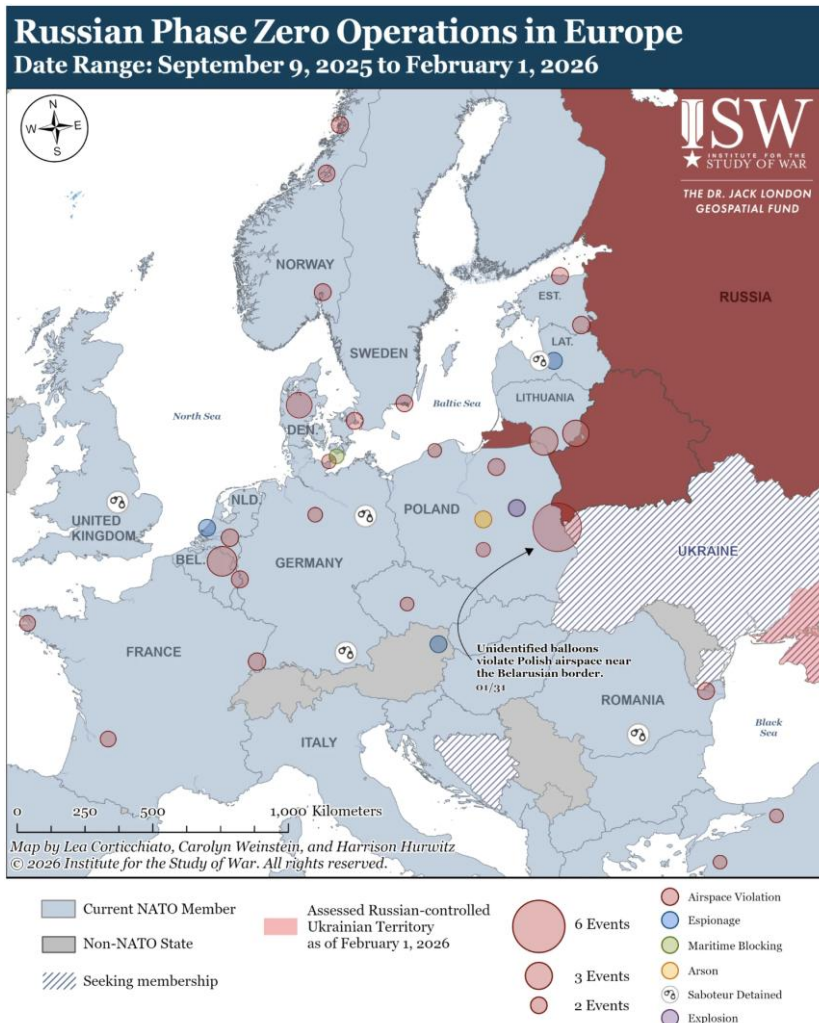 Russian Phase Zero Operations in Europe
Date Range: September 9, 2025 to February 1, 2026
N
W
E
S
ISW
INSTITUTE FOR THE
STUDY OF WAR
THE DR. JACK LONDON
GEOSPATIAL FUND
NORWAY
EST.
RUSSIA
LAT.
SWEDEN
LITHUANIA
North Sea
Baltic Sea
DEN.
NLD.
POLAND
UNITED
KINGDOM
BEL.
GERMANY
UKRAINE
FRANCE
Unidentified balloons
violate Polish airspace near
the Belarusian border.
01/31
ROMANIA
Black
Sea
ITALY
0 250 500 1,000 Kilometers
Map by Lea Corticchiato, Carolyn Weinstein, and Harrison Hurwitz
© 2026 Institute for the Study of War. All rights reserved.
Current NATO Member
Non-NATO State
Seeking membership
Assessed Russian-controlled
Ukrainian Territory
as of February 1, 2026
6 Events
3 Events
2 Events
Airspace Violation
Espionage
Maritime Blocking
Arson
Saboteur Detained
Explosion